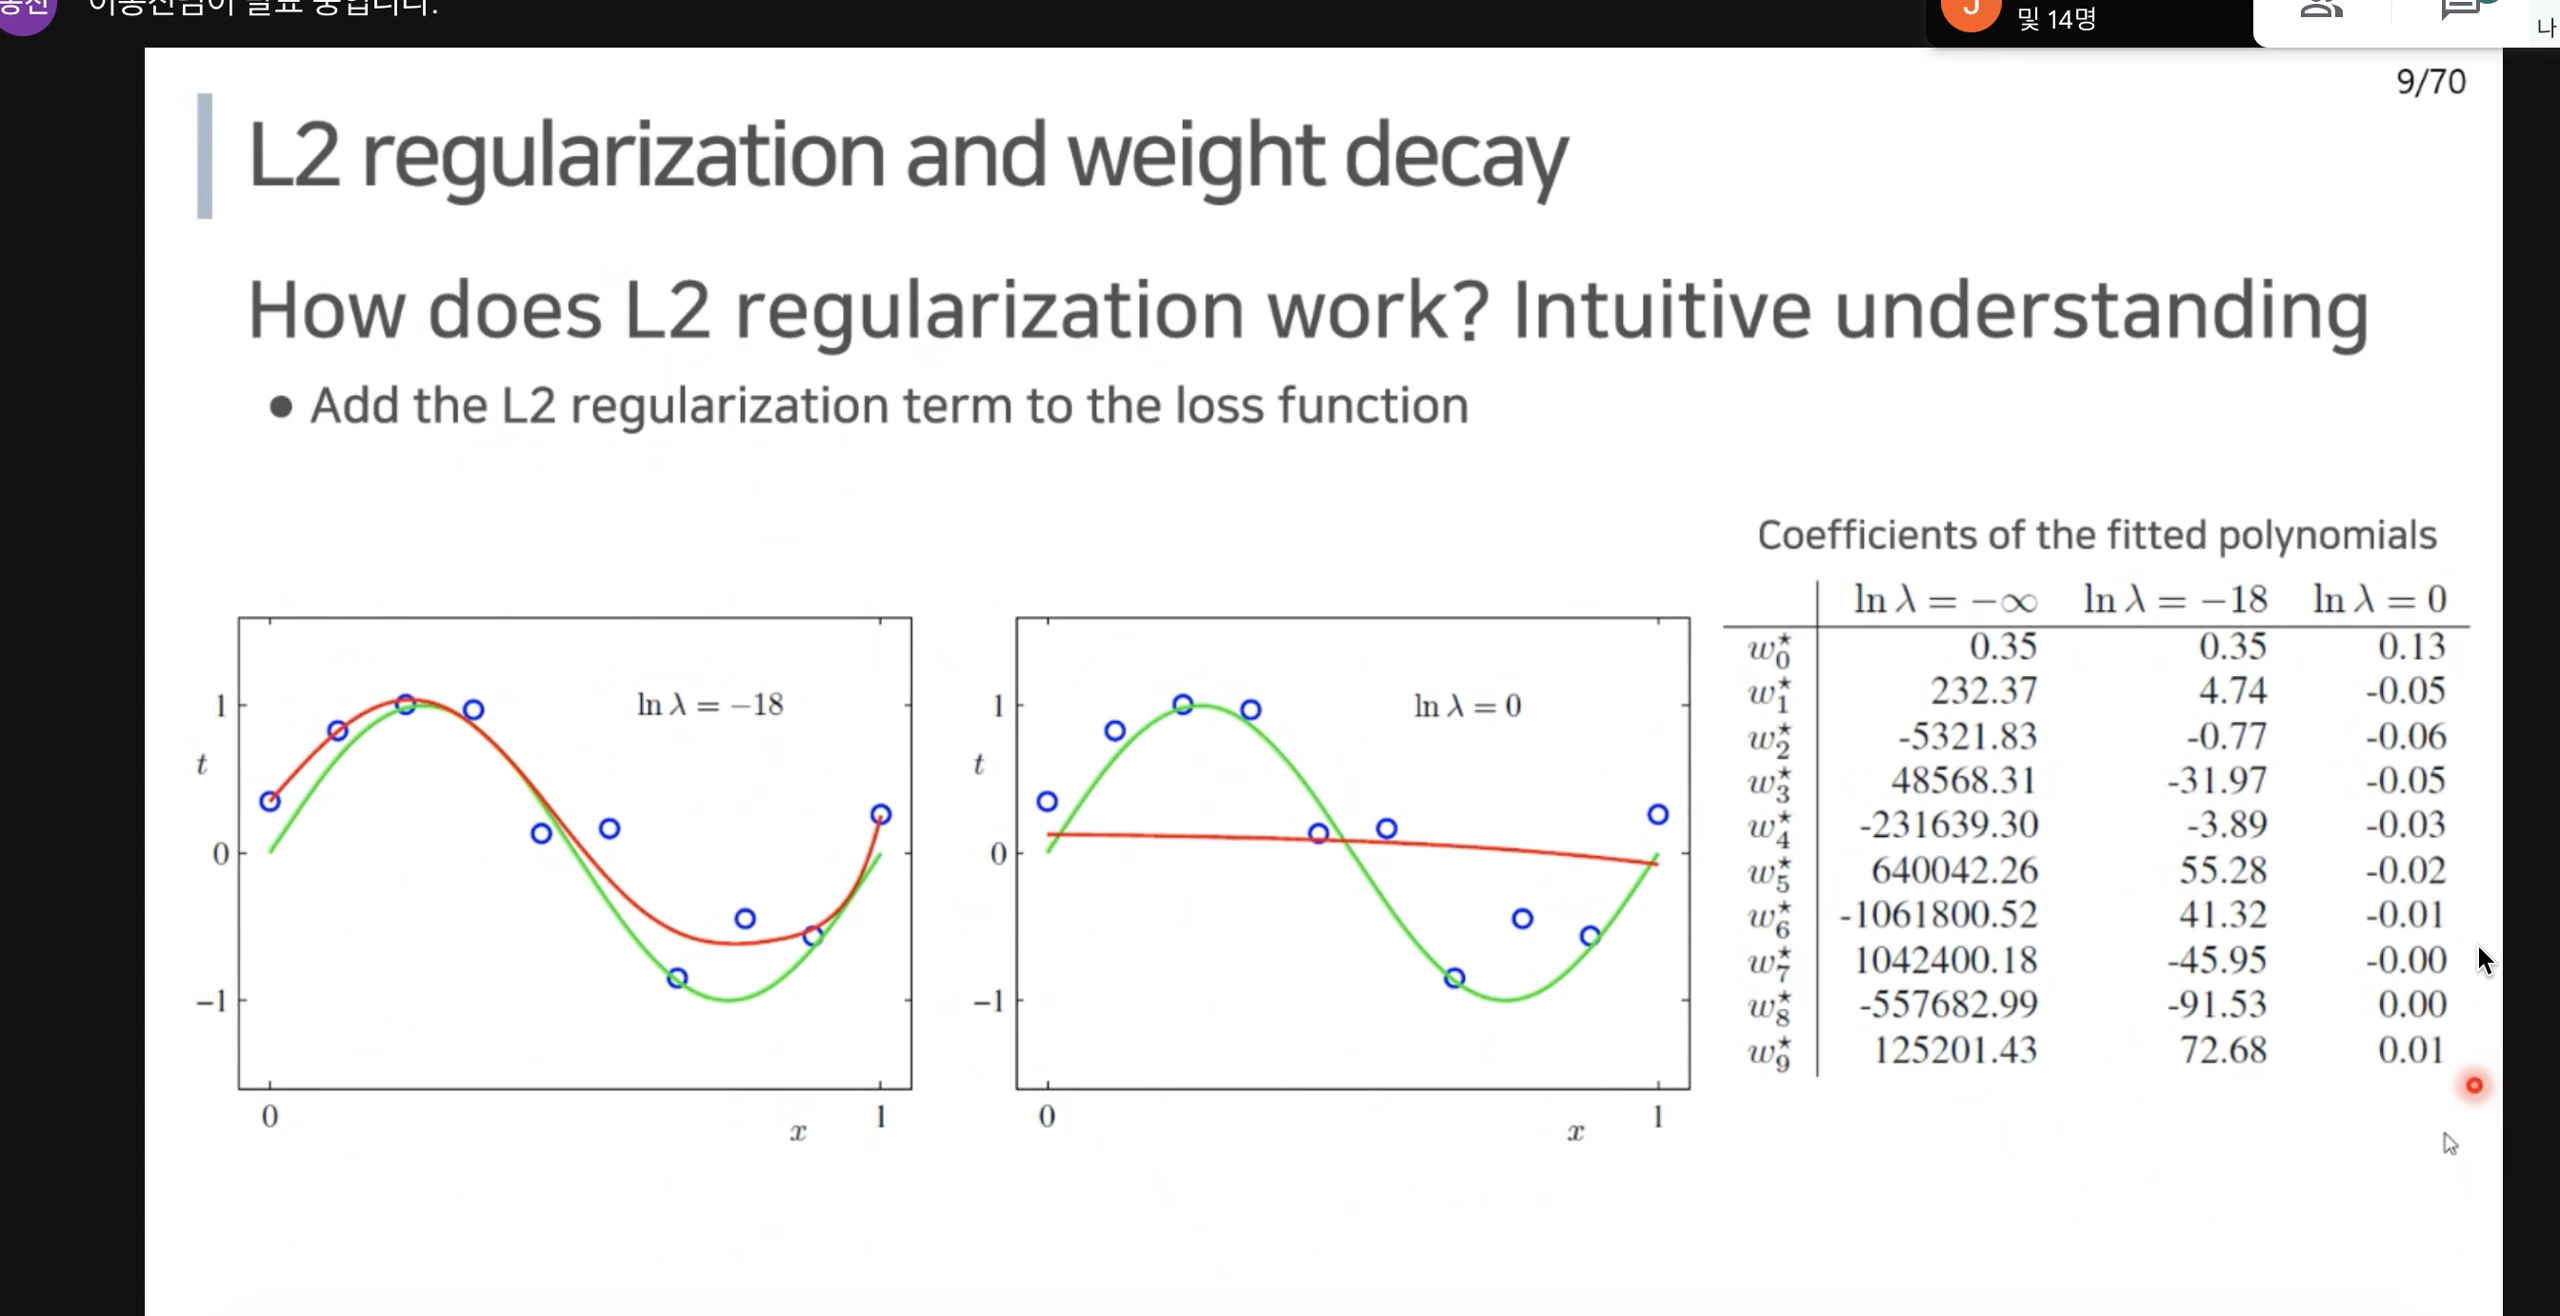 및 14명
나
9/70
L2 regularization and weight decay
How does L2 regularization work? Intuitive understanding
● Add the L2 regularization term to the loss function
1
0
−1
t
ln λ = −18
0
x
1
1
0
−1
t
ln λ = 0
0
x
1
Coefficients of the fitted polynomials
ln λ = −∞ ln λ = −18 ln λ = 0
w₀* 0.35 0.35 0.13
w₁* 232.37 4.74 -0.05
w₂* -5321.83 -0.77 -0.06
w₃* 48568.31 -31.97 -0.05
w₄* -231639.30 -3.89 -0.03
w₅* 640042.26 55.28 -0.02
w₆* -1061800.52 41.32 -0.01
w₇* 1042400.18 -45.95 -0.00
w₈* -557682.99 -91.53 0.00
w₉* 125201.43 72.68 0.01